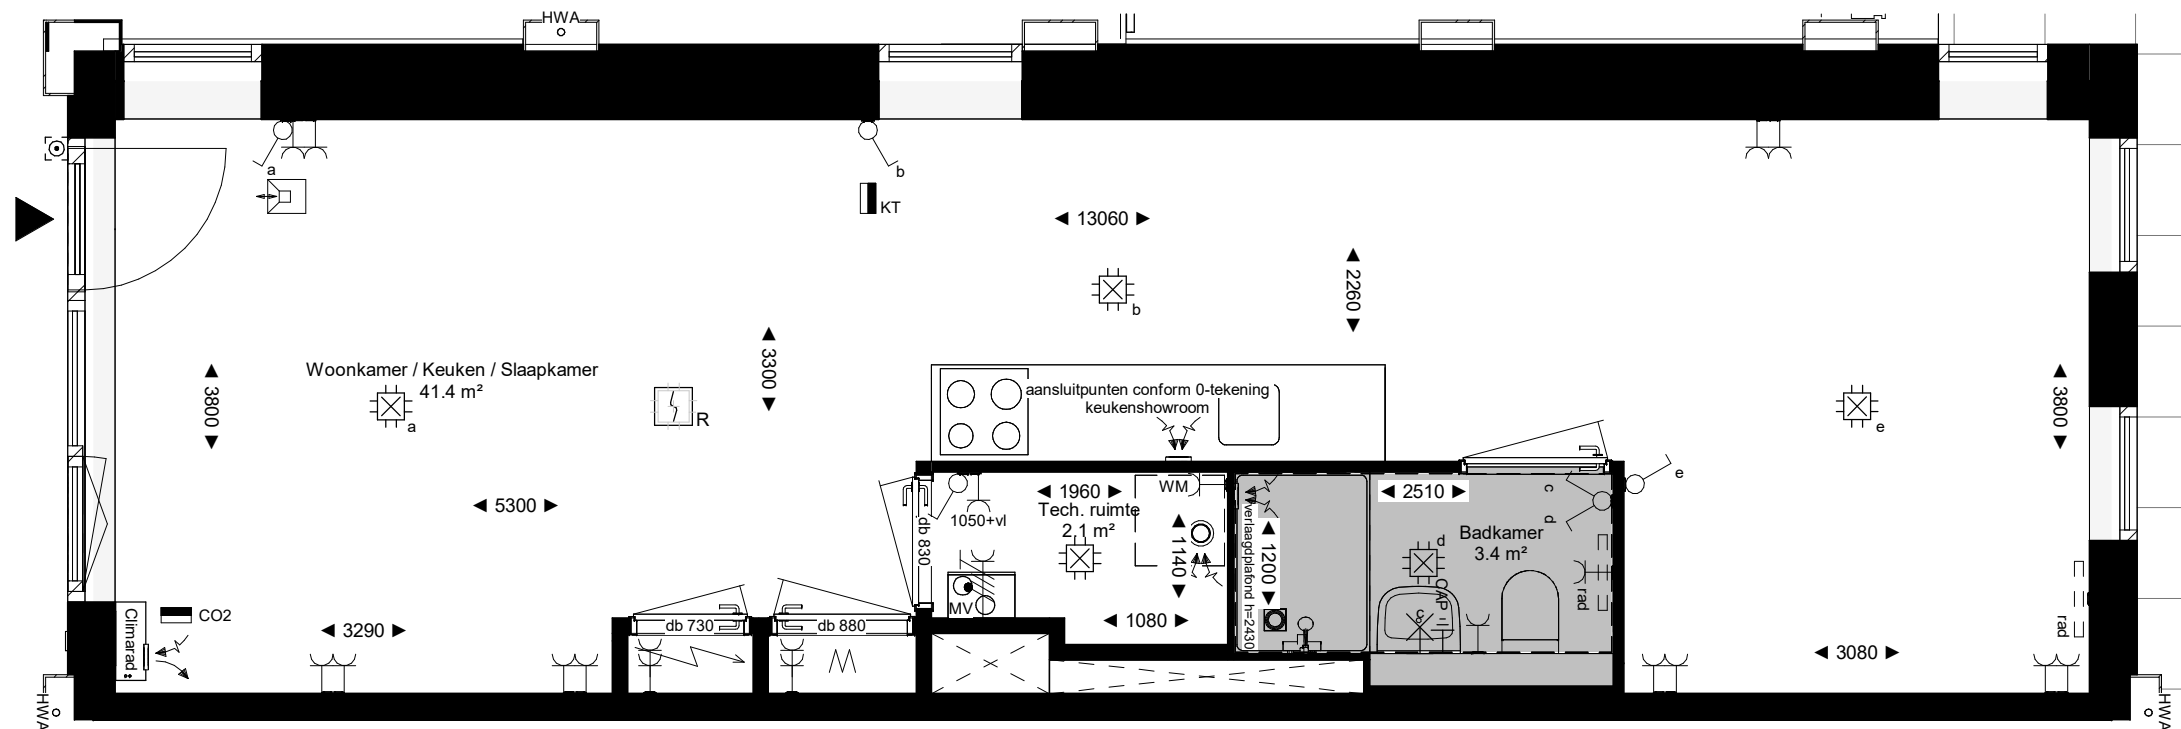 HWA
a
b
KT
13060
2260
b
Woonkamer / Keuken / Slaapkamer
41.4 m²
a
3800
R
3300
aansluitpunten conform 0-tekening
keukenshowroom
e
3800
5300
1960
WM
Tech. ruimte
2.1 m²
1050+vl
db 830
1140
1080
MV
verlaagdplafond h=2430
1200
2510
c
d
e
Badkamer
3.4 m²
d
CAP
c
rad
Climarad
CO2
3290
db 730
db 880
3080
rad
HWA
HWA